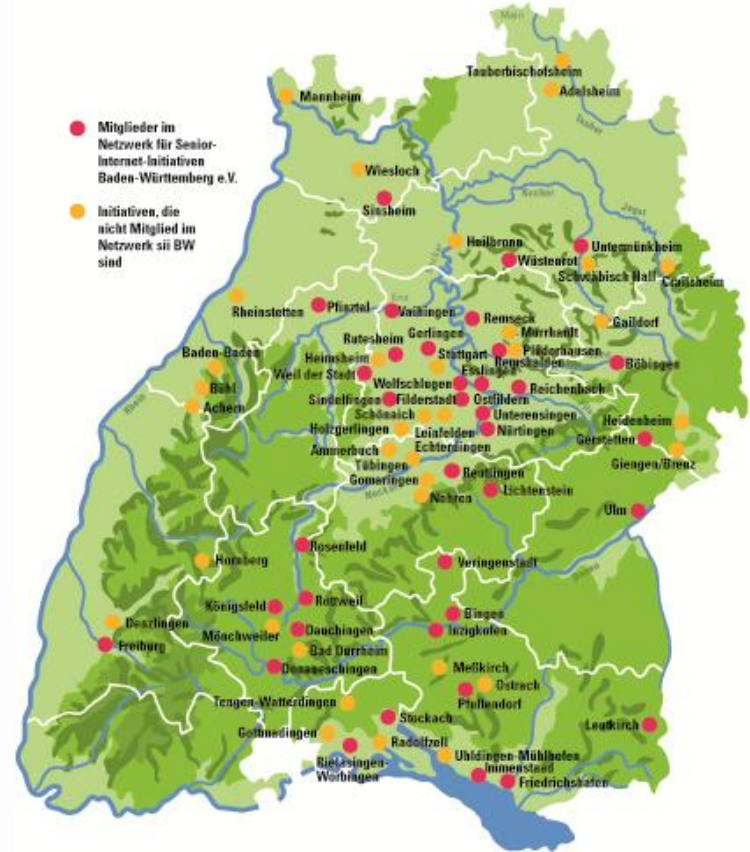 Main
Tauberbischofsheim
Adelsheim
Mannheim
Tauber
Mitglieder im
Netzwerk für Senior-
Internet-Initiativen
Baden-Württemberg e.V.
Wiesloch
Sinsheim
Initiativen, die
nicht Mitglied im
Netzwerk sii BW
sind
Kocher
Jagst
Heilbronn
Untermünkheim
Wüstenrot
Schwäbisch Hall
Crailsheim
Enz
Rheinstetten
Pfinztal
Vaihingen
Remseck
Gaildorf
Murrhardt
Rutesheim
Gerlingen
Baden-Baden
Heimsheim
Stuttgart
Plüderhausen
Remshalden
Böbingen
Weil der Stadt
Esslingen
Bühl
Wolfschlugen
Reichenbach
Rhein
Achern
Sindelfingen
Filderstadt
Ostfildern
Schönaich
Unterensingen
Heidenheim
Holzgerlingen
Leinfelden
Echterdingen
Nürtingen
Gerstetten
Ammerbuch
Tübingen
Giengen/Brenz
Gomaringen
Reutlingen
Nehren
Lichtenstein
Ulm
Rosenfeld
Hornberg
Veringenstadt
Königsfeld
Rottweil
Bingen
Denzlingen
Mönchweiler
Dauchingen
Inzigkofen
Freiburg
Bad Dürrheim
Donaueschingen
Meßkirch
Ostrach
Pfullendorf
Tengen-Watterdingen
Stockach
Leutkirch
Gottmadingen
Radolfzell
Rielasingen-
Worbingen
Uhldingen-Mühlhofen
Immenstaad
Friedrichshafen